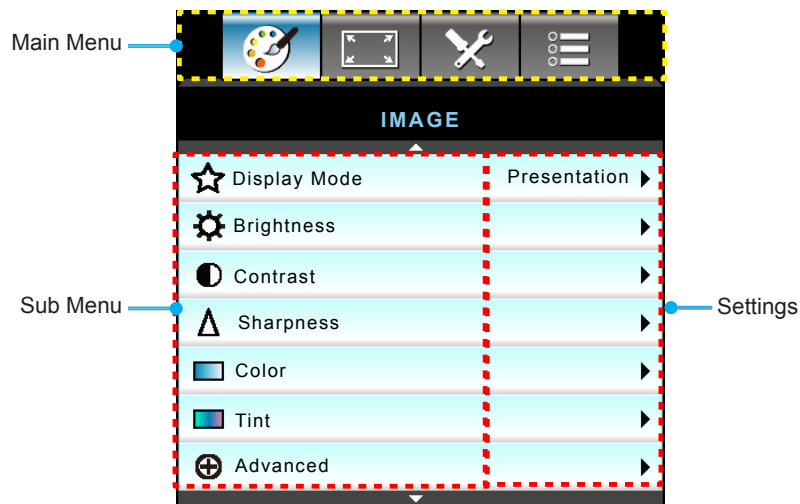 Main Menu
IMAGE
Display Mode Presentation
Brightness
Contrast
Sub Menu
Sharpness
Settings
Color
Tint
Advanced